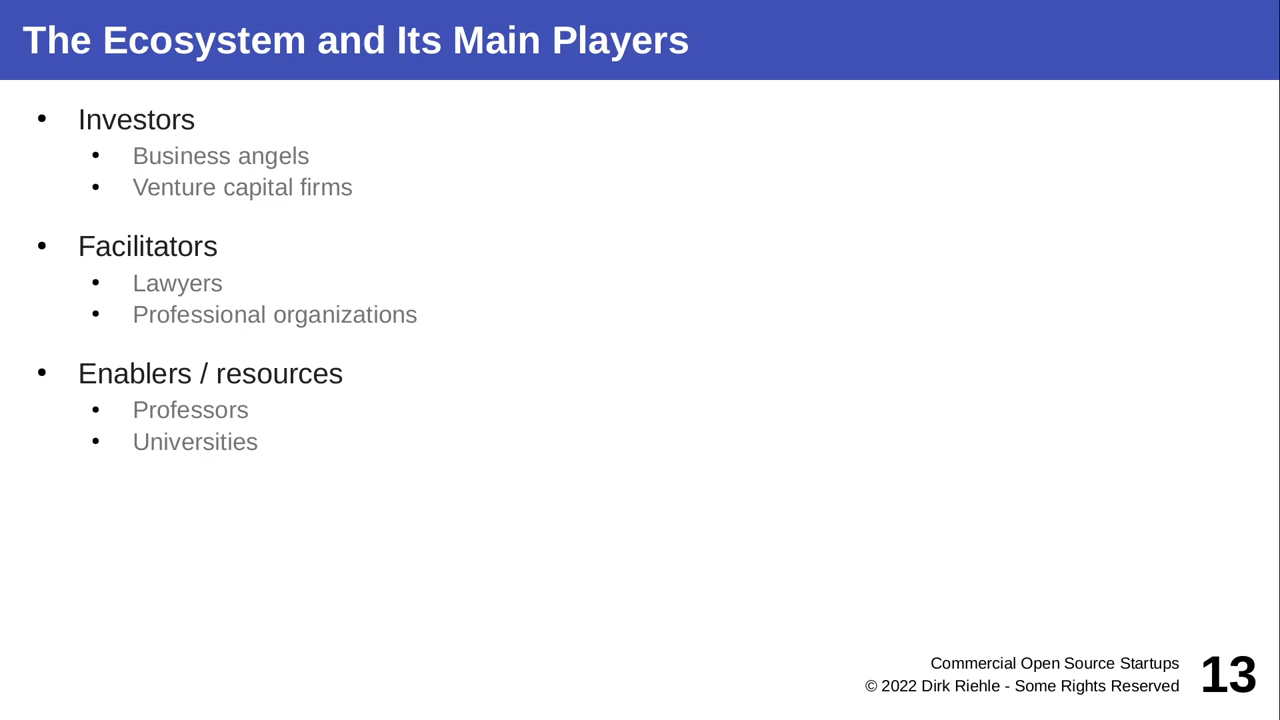 The Ecosystem and Its Main Players
• Investors
• Business angels
• Venture capital firms
• Facilitators
• Lawyers
• Professional organizations
• Enablers / resources
• Professors
• Universities
Commercial Open Source Startups
© 2022 Dirk Riehle - Some Rights Reserved
13